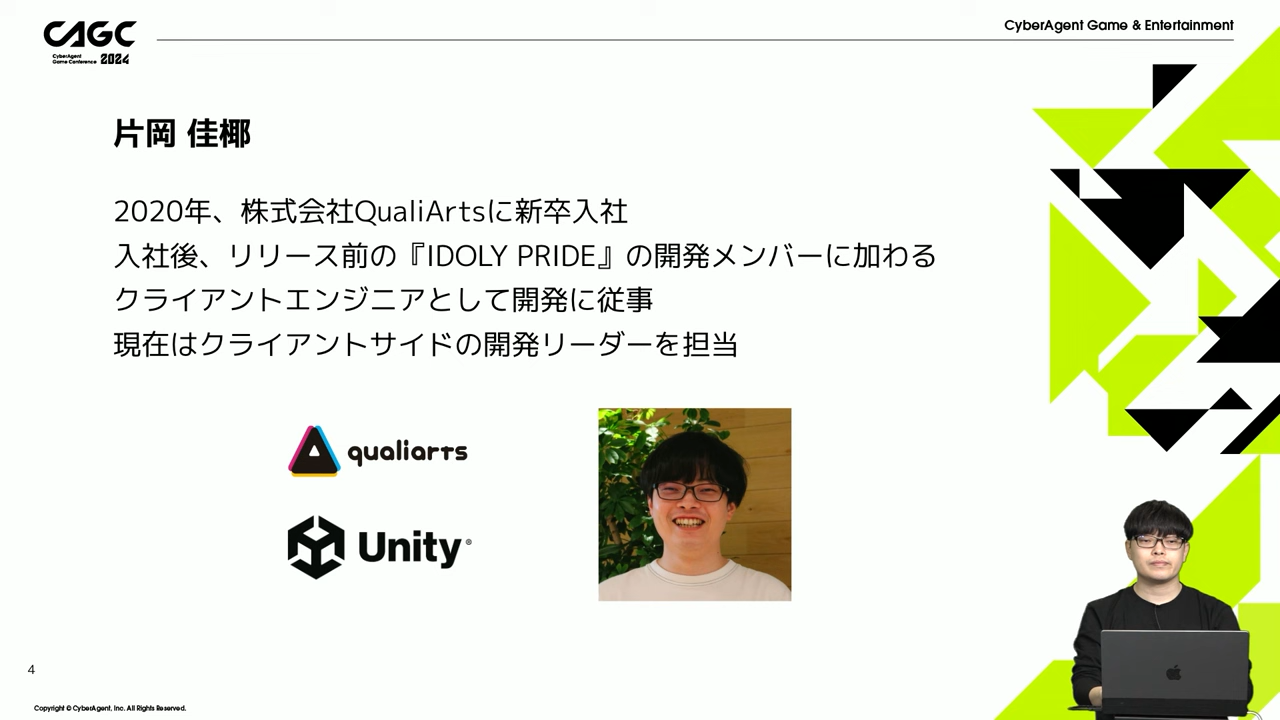 CAGC
CyberAgent
Game Conference 2024
CyberAgent Game & Entertainment
片岡 佳椰
2020年、株式会社QualiArtsに新卒入社
入社後、リリース前の『IDOLY PRIDE』の開発メンバーに加わる
クライアントエンジニアとして開発に従事
現在はクライアントサイドの開発リーダーを担当
qualiarts
Unity®
4
Copyright © CyberAgent, Inc. All Rights Reserved.